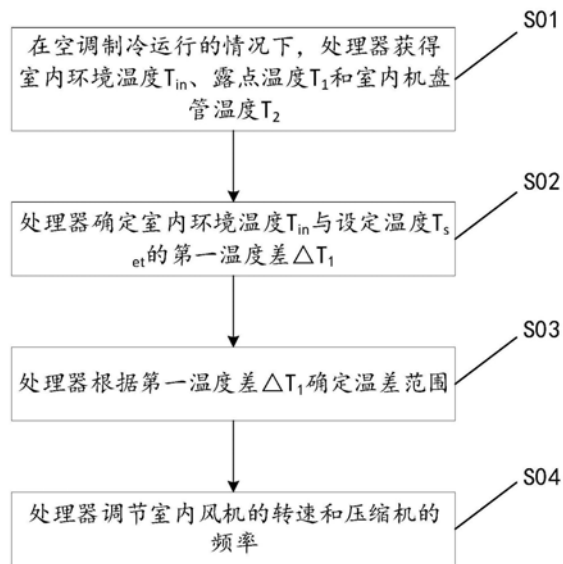 S01
在空调制冷运行的情况下，处理器获得
室内环境温度Tin、露点温度T1和室内机盘
管温度T2
S02
处理器确定室内环境温度Tin与设定温度Ts
et的第一温度差△T1
S03
处理器根据第一温度差△T1确定温差范围
S04
处理器调节室内风机的转速和压缩机的
频率